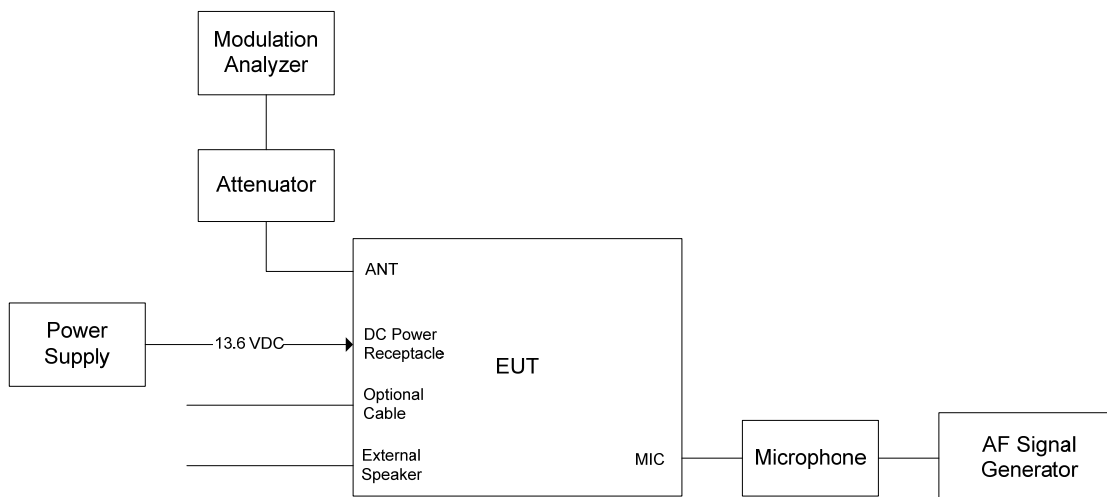 Modulation
Analyzer
Attenuator
ANT
Power
Supply
13.6 VDC
DC Power
Receptacle
EUT
Optional
Cable
External
Speaker
MIC
Microphone
AF Signal
Generator